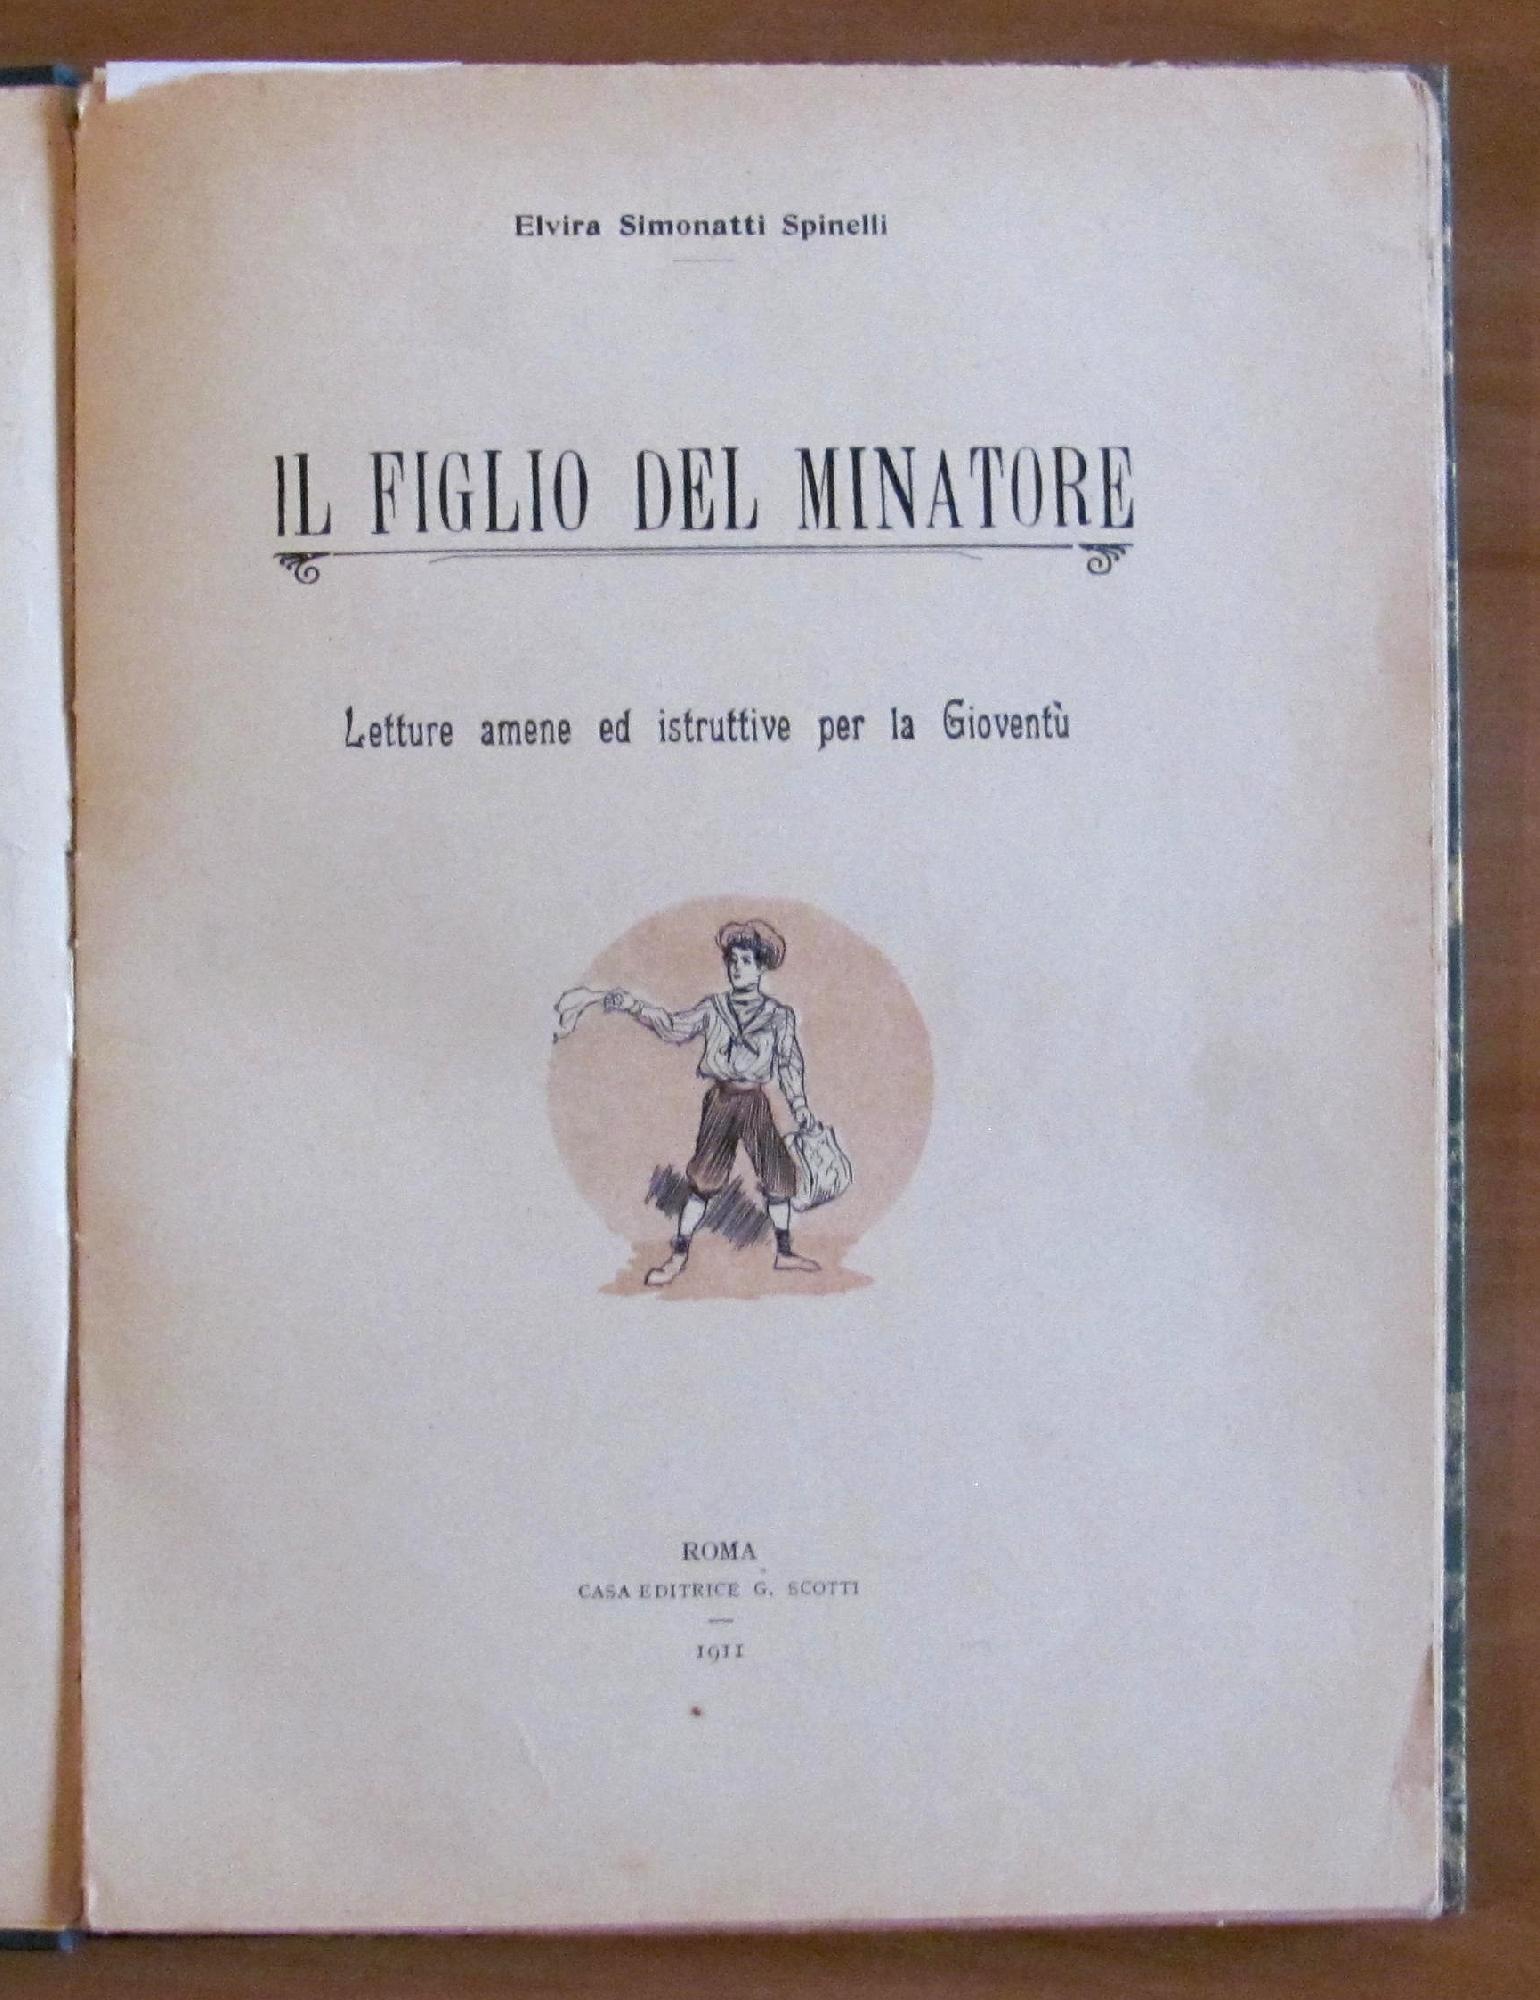 Elvira Simonatti Spinelli
IL FIGLIO DEL MINATORE
Letture amene ed istruttive per la Gioventù
ROMA
CASA EDITRICE G. SCOTTI
1911